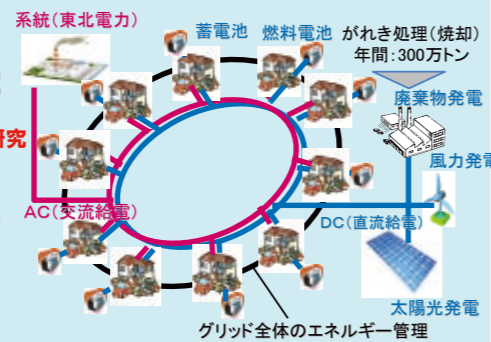 系統(東北電力)
蓄電池
燃料電池
がれき処理(焼却)
年間:300万トン
廃棄物発電
究
風力発電
AC(交流給電)
DC(直流給電)
太陽光発電
グリッド全体のエネルギー管理